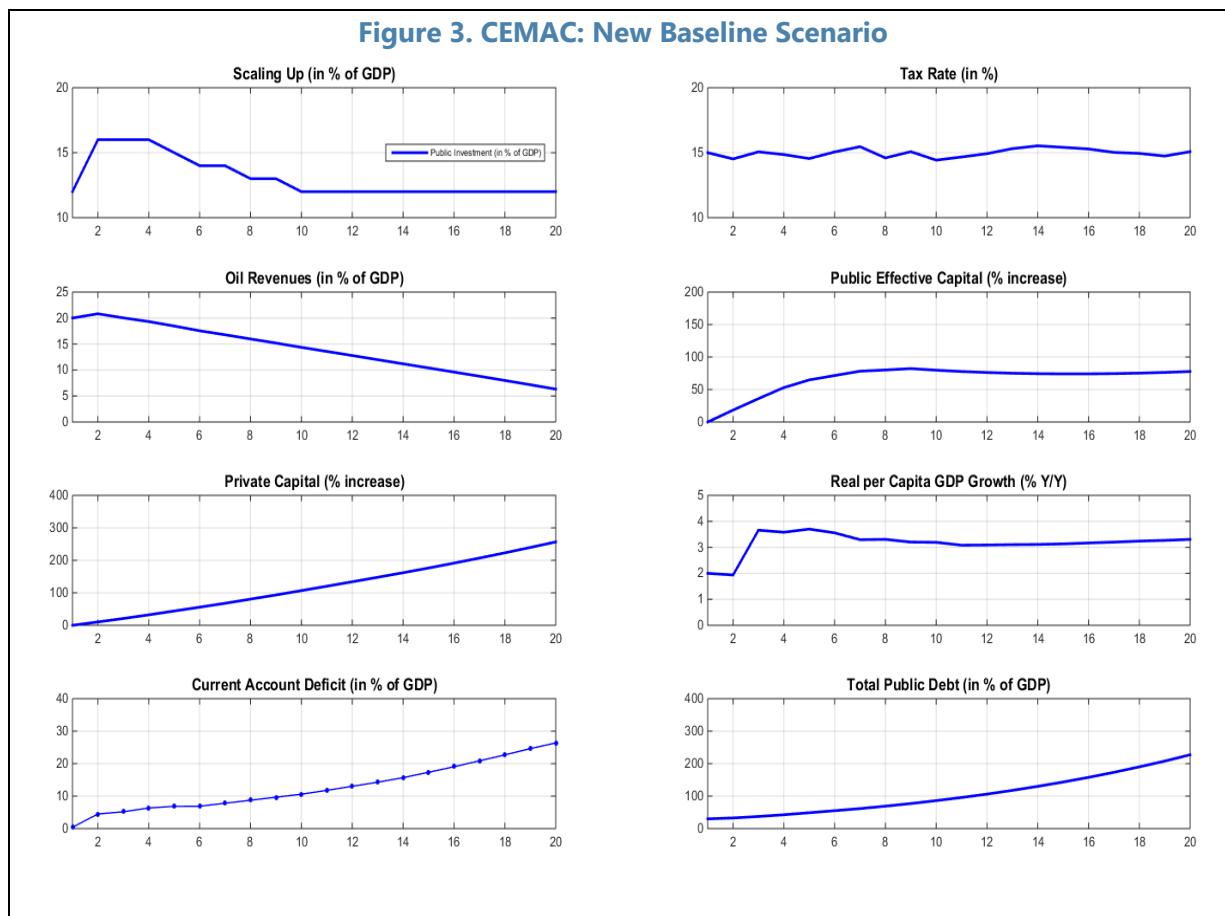 Figure 3. CEMAC: New Baseline Scenario
Scaling Up (in % of GDP)
20
15
10
Public Investment (in % of GDP)
2 4 6 8 10 12 14 16 18 20
Tax Rate (in %)
20
15
10
2 4 6 8 10 12 14 16 18 20
Oil Revenues (in % of GDP)
25
20
15
10
5
0
2 4 6 8 10 12 14 16 18 20
Public Effective Capital (% increase)
200
150
100
50
0
2 4 6 8 10 12 14 16 18 20
Private Capital (% increase)
400
300
200
100
0
2 4 6 8 10 12 14 16 18 20
Real per Capita GDP Growth (% Y/Y)
5
4
3
2
1
0
2 4 6 8 10 12 14 16 18 20
Current Account Deficit (in % of GDP)
40
30
20
10
0
2 4 6 8 10 12 14 16 18 20
Total Public Debt (in % of GDP)
400
300
200
100
0
2 4 6 8 10 12 14 16 18 20